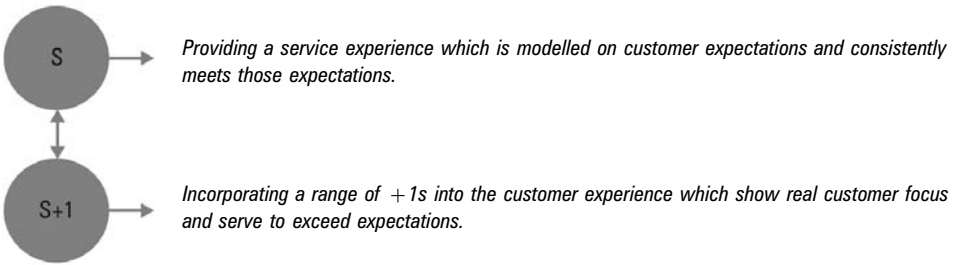 S
Providing a service experience which is modelled on customer expectations and consistently
meets those expectations.
S+1
Incorporating a range of +1s into the customer experience which show real customer focus
and serve to exceed expectations.